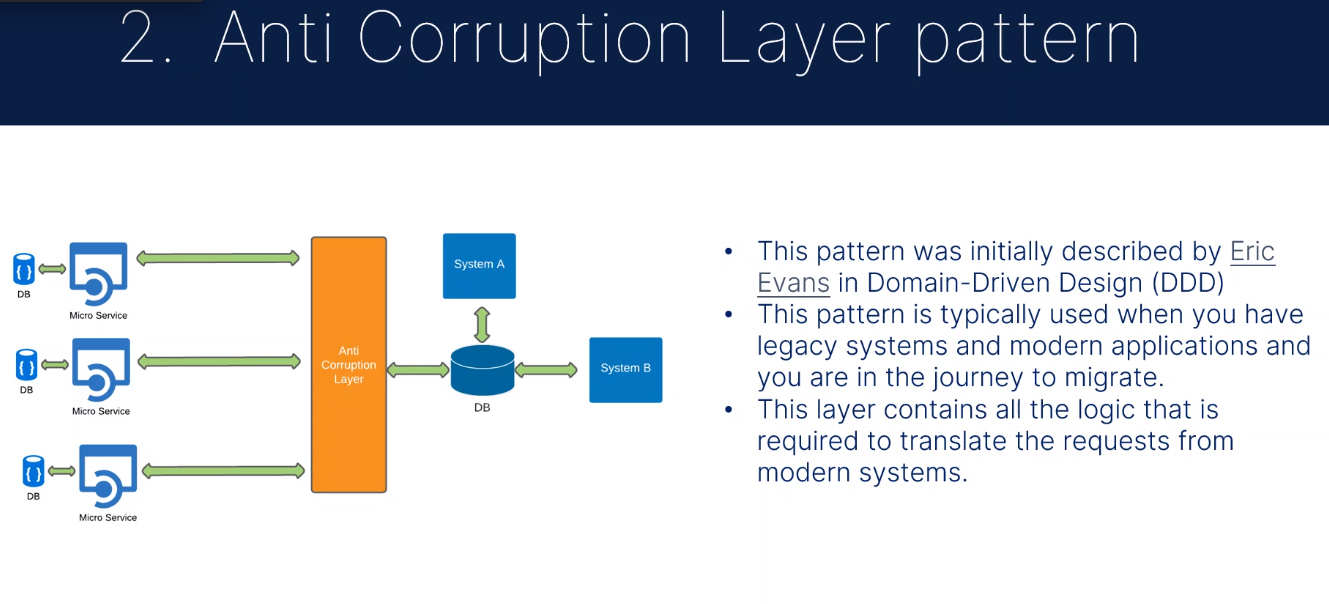 2. Anti Corruption Layer pattern
DB
Micro Service
DB
Micro Service
DB
Micro Service
Anti
Corruption
Layer
System A
DB
System B
• This pattern was initially described by Eric
Evans in Domain-Driven Design (DDD)
• This pattern is typically used when you have
legacy systems and modern applications and
you are in the journey to migrate.
• This layer contains all the logic that is
required to translate the requests from
modern systems.